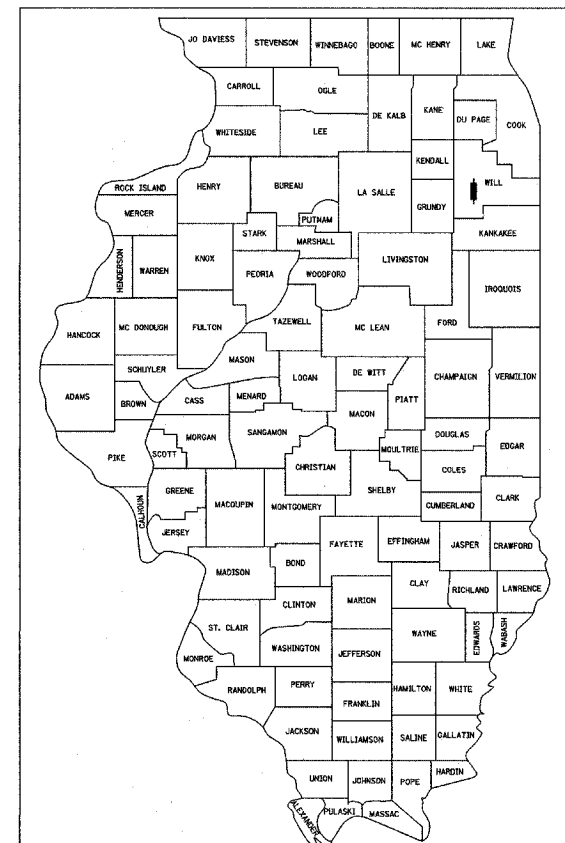 JO DAVIESS
STEVENSON
WINNEBAGO
BOONE
MC HENRY
LAKE
CARROLL
OGLE
DE KALB
KANE
DU PAGE
COOK
WHITESIDE
LEE
KENDALL
WILL
ROCK ISLAND
HENRY
BUREAU
LA SALLE
GRUNDY
MERCER
PUTNAM
STARK
MARSHALL
KANKAKEE
HENDERSON
WARREN
KNOX
PEORIA
WOODFORD
LIVINGSTON
IROQUOIS
HANCOCK
MC DONOUGH
FULTON
TAZEWELL
MC LEAN
FORD
SCHUYLER
MASON
LOGAN
DE WITT
CHAMPAIGN
VERMILION
ADAMS
BROWN
CASS
MENARD
MACON
PIATT
MORGAN
SANGAMON
DOUGLAS
EDGAR
PIKE
SCOTT
CHRISTIAN
MOULTRIE
COLES
CALHOUN
GREENE
MACOUPIN
MONTGOMERY
SHELBY
CUMBERLAND
CLARK
JERSEY
FAYETTE
EFFINGHAM
JASPER
CRAWFORD
MADISON
BOND
CLAY
RICHLAND
LAWRENCE
CLINTON
MARION
ST. CLAIR
WAYNE
EDWARDS
WABASH
MONROE
WASHINGTON
JEFFERSON
RANDOLPH
PERRY
HAMILTON
WHITE
FRANKLIN
JACKSON
WILLIAMSON
SALINE
GALLATIN
UNION
JOHNSON
POPE
HARDIN
ALEXANDER
PULASKI
MASSAC